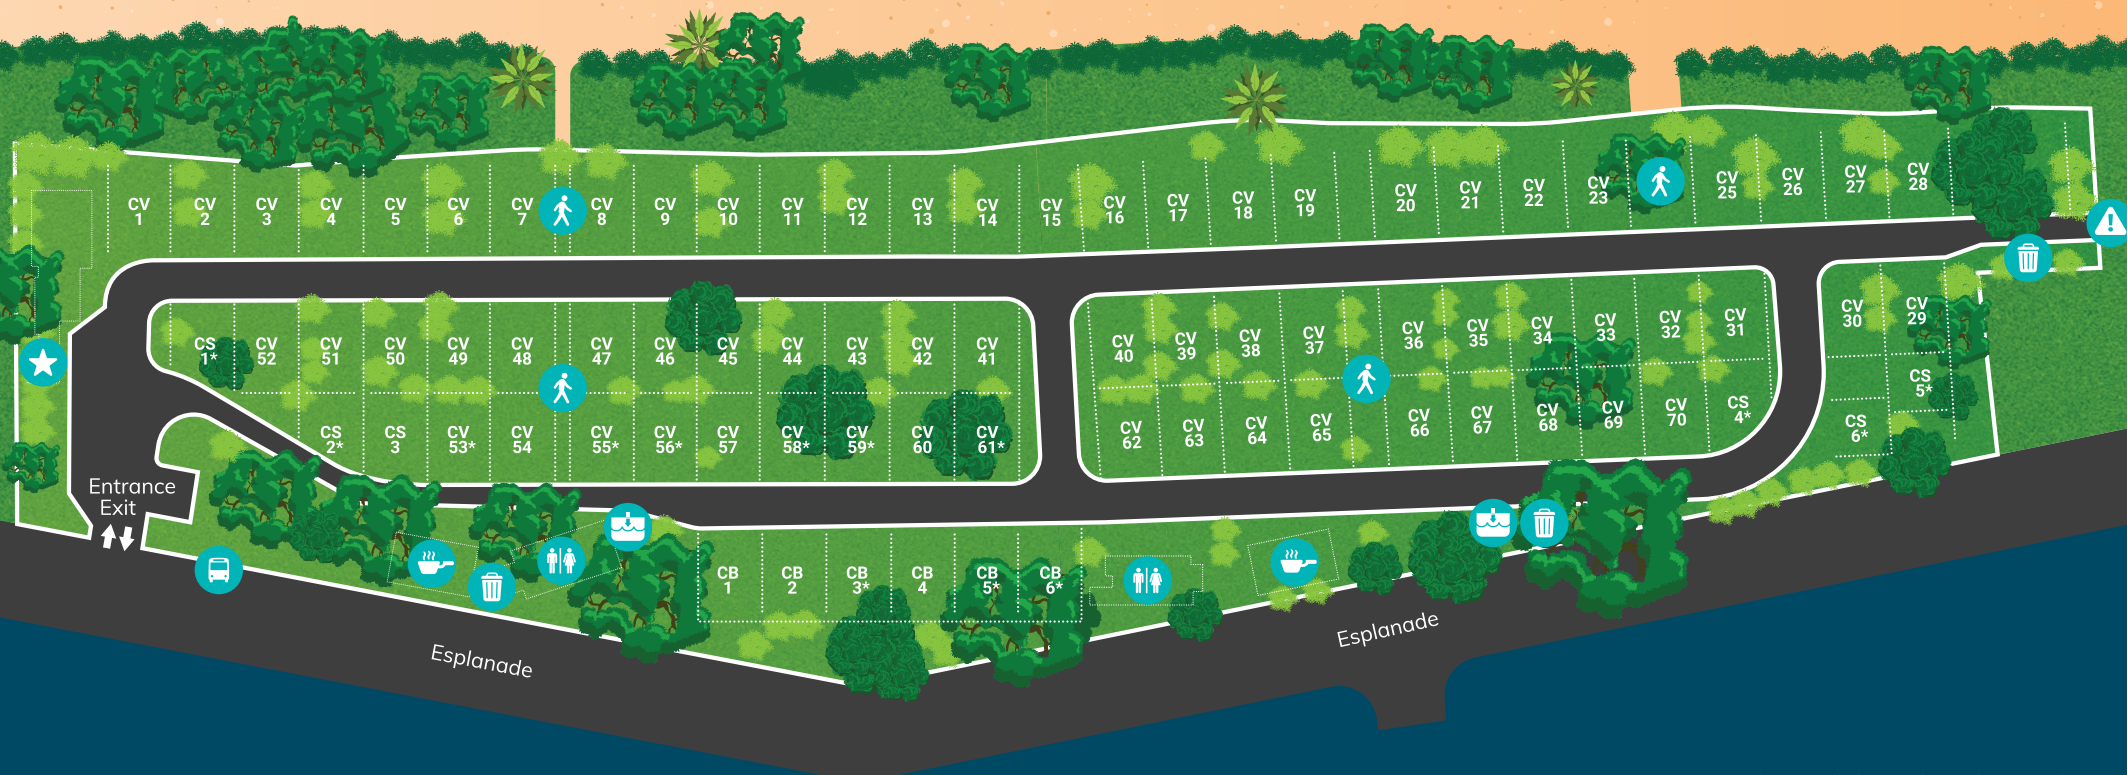 CV
1
CV
2
CV
3
CV
4
CV
5
CV
6
CV
7
CV
8
CV
9
CV
10
CV
11
CV
12
CV
13
CV
14
CV
15
CV
16
CV
17
CV
18
CV
19
CV
20
CV
21
CV
22
CV
23
CV
25
CV
26
CV
27
CV
28
CS
1*
CV
52
CV
51
CV
50
CV
49
CV
48
CV
47
CV
46
CV
45
CV
44
CV
43
CV
42
CV
41
CV
40
CV
39
CV
38
CV
37
CV
36
CV
35
CV
34
CV
33
CV
32
CV
31
CV
30
CV
29
CS
2*
CS
3
CV
53*
CV
54
CV
55*
CV
56*
CV
57
CV
58*
CV
59*
CV
60
CV
61*
CV
62
CV
63
CV
64
CV
65
CV
66
CV
67
CV
68
CV
69
CV
70
CS
4*
CS
5*
CS
6*
Entrance
Exit
CB
1
CB
2
CB
3*
CB
4
CB
5*
CB
6*
Esplanade
Esplanade